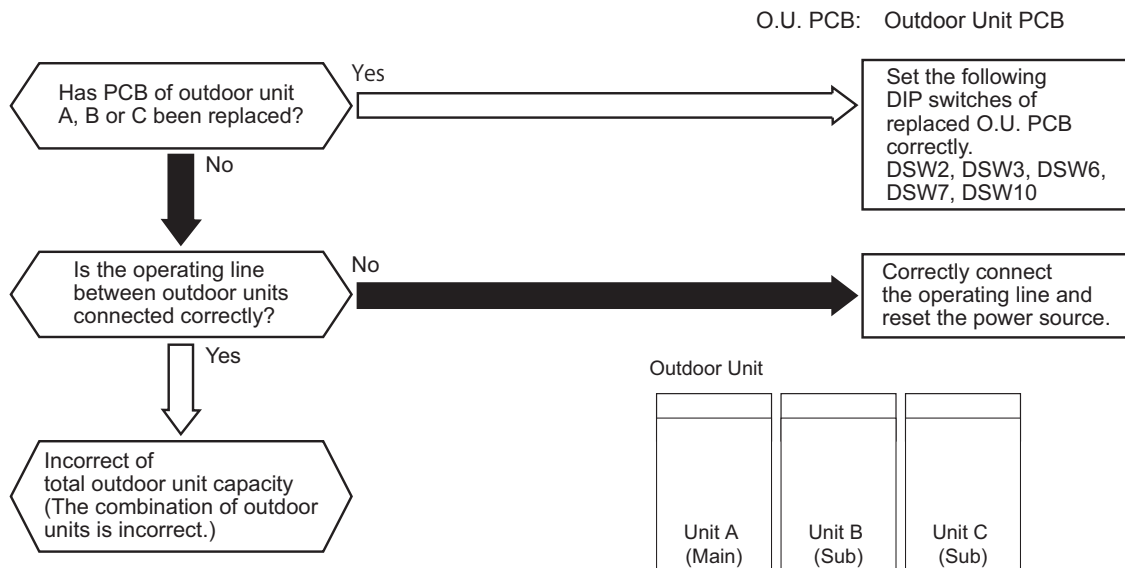 O.U. PCB: Outdoor Unit PCB
Has PCB of outdoor unit
A, B or C been replaced?
Yes
Set the following
DIP switches of
replaced O.U. PCB
correctly.
DSW2, DSW3, DSW6,
DSW7, DSW10
No
Is the operating line
between outdoor units
connected correctly?
No
Correctly connect
the operating line and
reset the power source.
Yes
Incorrect of
total outdoor unit capacity
(The combination of outdoor
units is incorrect.)
Outdoor Unit
Unit A
(Main)
Unit B
(Sub)
Unit C
(Sub)